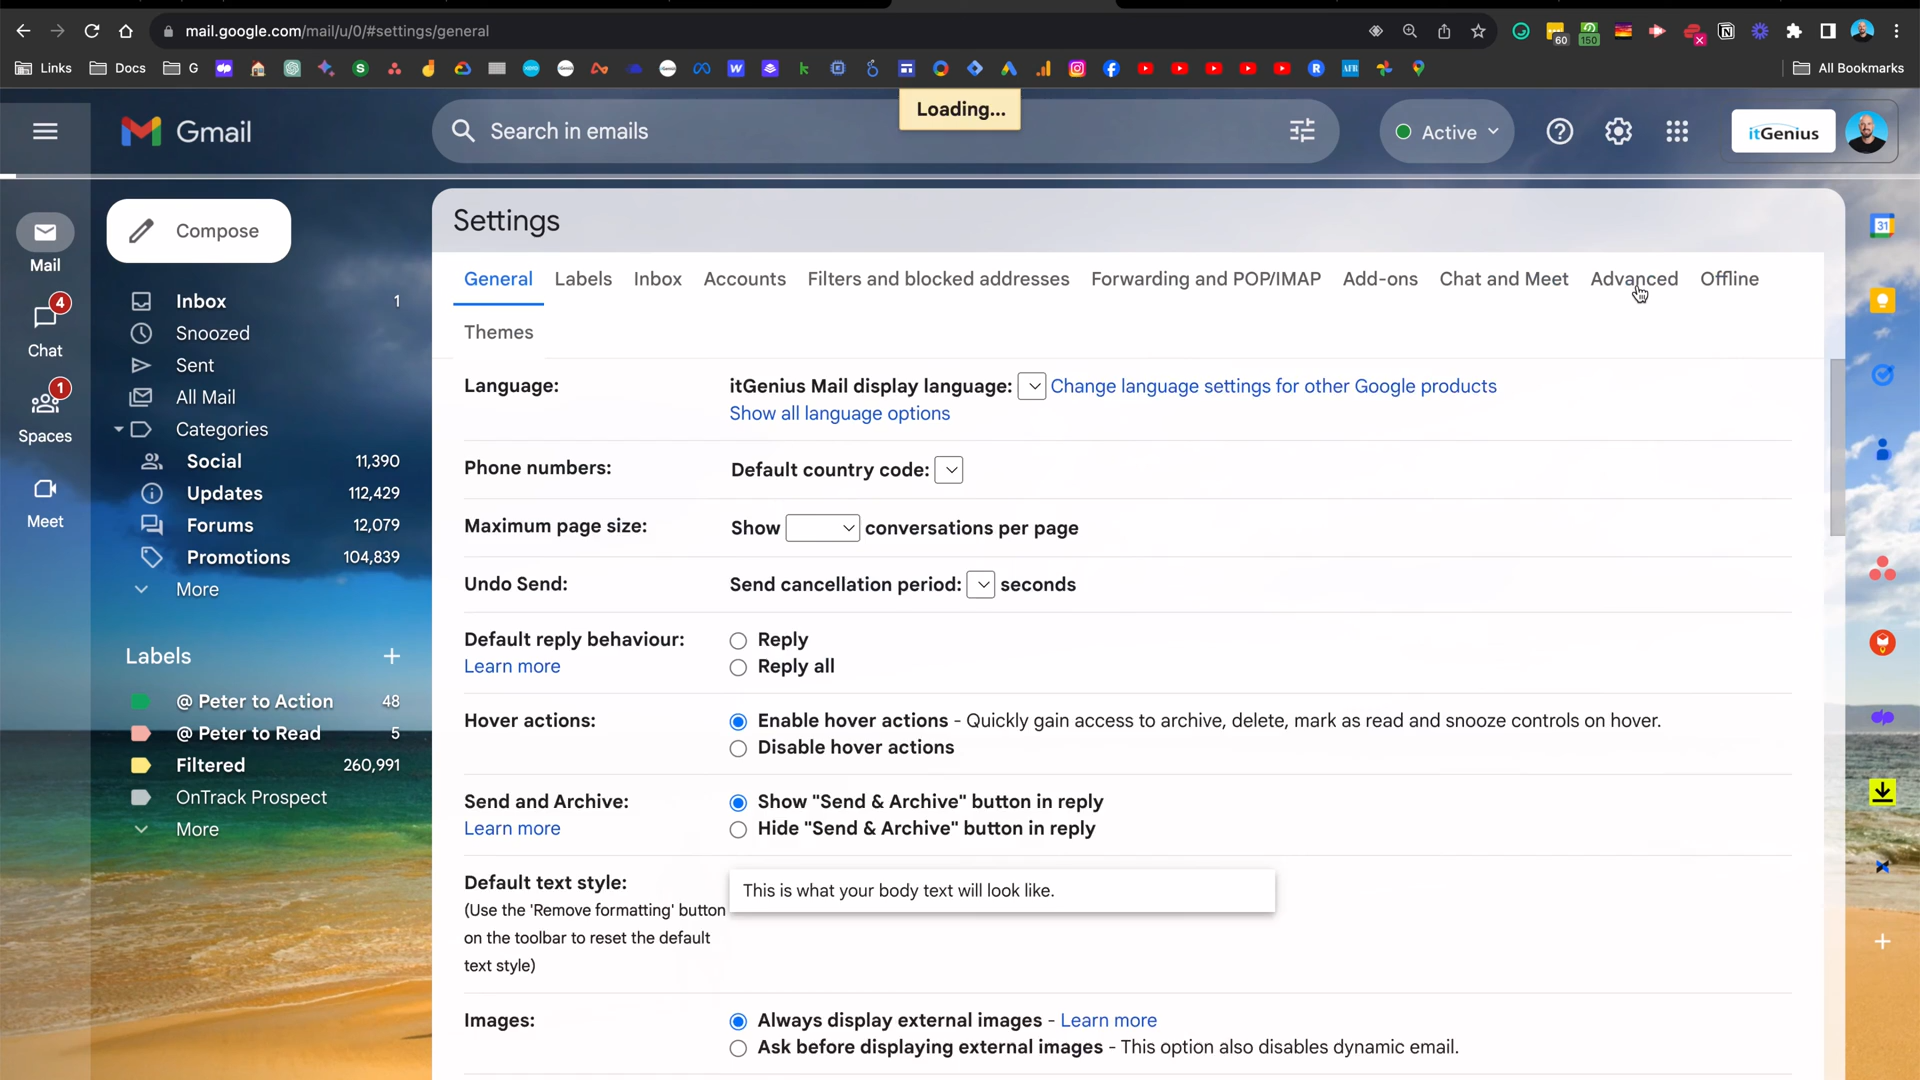 mail.google.com/mail/u/0/#settings/general
60
150
Links
Docs
G
All Bookmarks
Loading...
Gmail
Search in emails
Active
itGenius
Mail
4
Chat
1
Spaces
Meet
Compose
Inbox 1
Snoozed
Sent
All Mail
Categories
Social 11,390
Updates 112,429
Forums 12,079
Promotions 104,839
More
Labels
@ Peter to Action 48
@ Peter to Read 5
Filtered 260,991
OnTrack Prospect
More
Settings
General Labels Inbox Accounts Filters and blocked addresses Forwarding and POP/IMAP Add-ons Chat and Meet Advanced Offline
Themes
Language: itGenius Mail display language: Change language settings for other Google products
Show all language options
Phone numbers: Default country code:
Maximum page size: Show conversations per page
Undo Send: Send cancellation period: seconds
Default reply behaviour: Reply
Learn more Reply all
Hover actions: Enable hover actions - Quickly gain access to archive, delete, mark as read and snooze controls on hover.
Disable hover actions
Send and Archive: Show "Send & Archive" button in reply
Learn more Hide "Send & Archive" button in reply
Default text style:
(Use the 'Remove formatting' button
on the toolbar to reset the default
text style)
This is what your body text will look like.
Images: Always display external images - Learn more
Ask before displaying external images - This option also disables dynamic email.
31